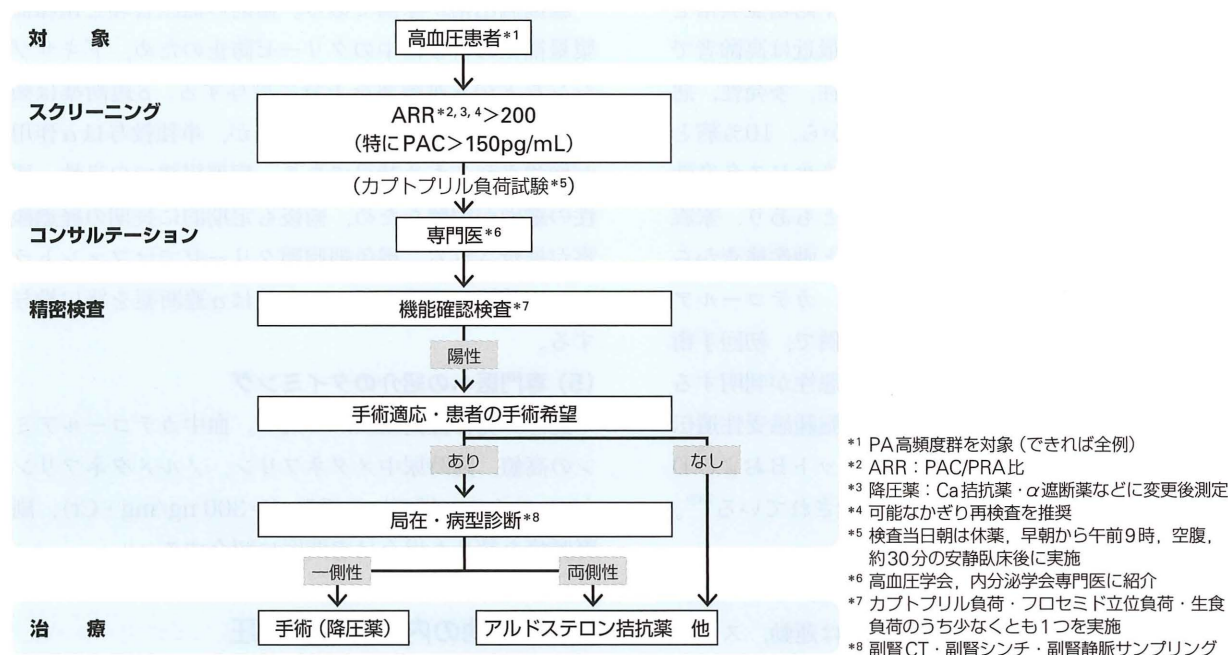 対　象
高血圧患者*1
スクリーニング
ARR*2, 3, 4>200
(特にPAC>150pg/mL)
(カプトプリル負荷試験*5)
コンサルテーション
専門医*6
精密検査
機能確認検査*7
陽性
手術適応・患者の手術希望
あり
なし
局在・病型診断*8
一側性
両側性
治　療
手術(降圧薬)
アルドステロン拮抗薬　他
*1 PA高頻度群を対象(できれば全例)
*2 ARR：PAC/PRA比
*3 降圧薬：Ca拮抗薬・α遮断薬などに変更後測定
*4 可能なかぎり再検査を推奨
*5 検査当日朝は休薬，早朝から午前9時，空腹，
約30分の安静臥床後に実施
*6 高血圧学会，内分泌学会専門医に紹介
*7 カプトプリル負荷・フロセミド立位負荷・生食
負荷のうち少なくとも1つを実施
*8 副腎CT・副腎シンチ・副腎静脈サンプリング